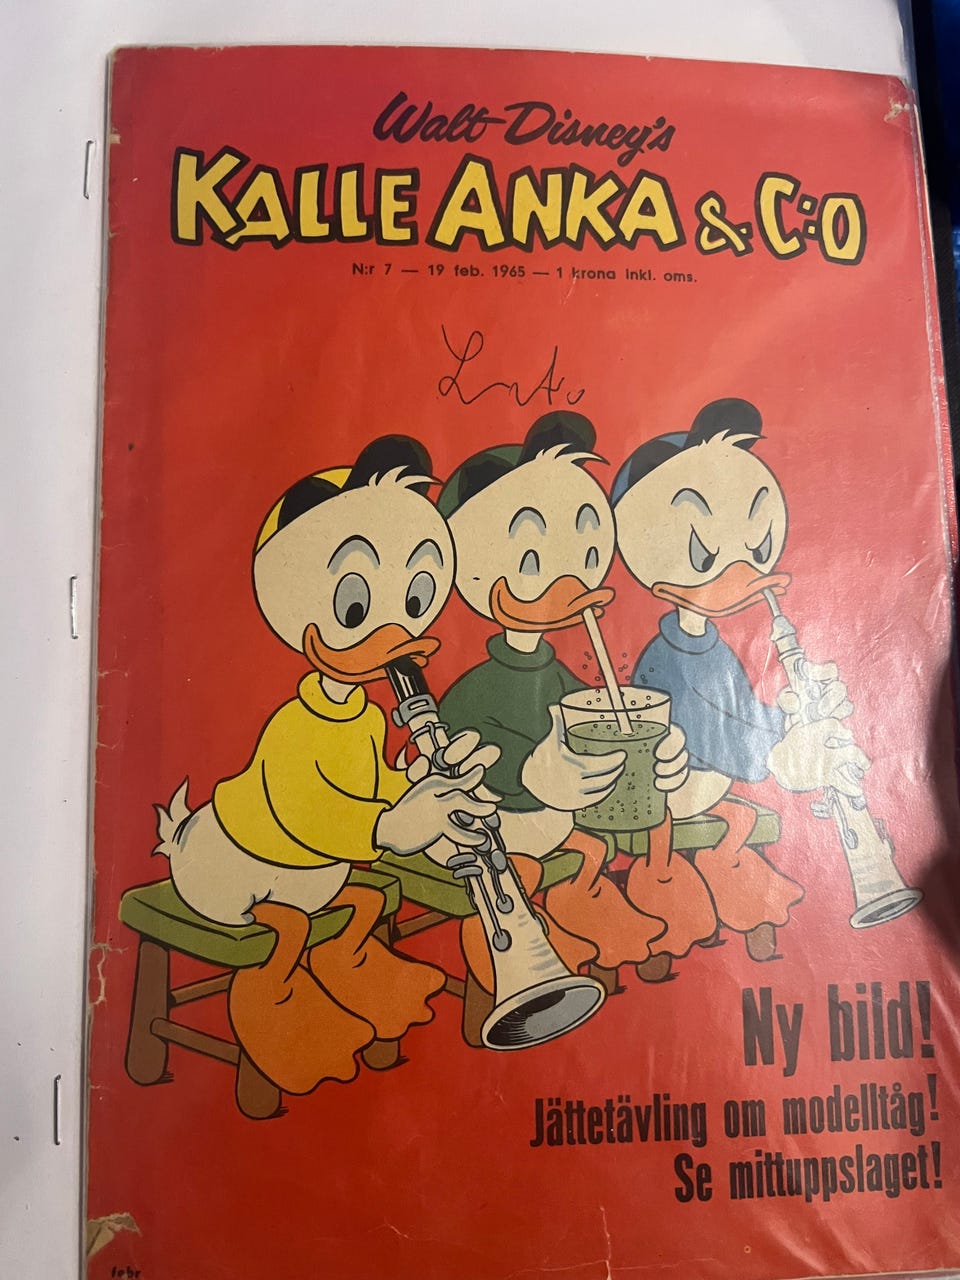 Walt Disney's
KALLE ANKA & C:O
N:r 7 — 19 feb. 1965 — 1 krona inkl. oms.
Ny bild!
Jättetävling om modelltåg!
Se mittuppslaget!
febr